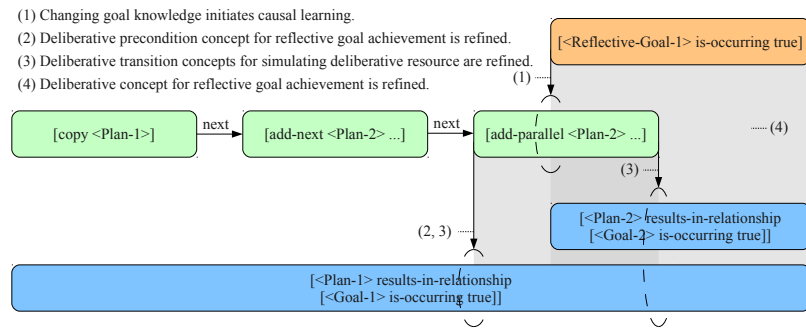 (1) Changing goal knowledge initiates causal learning.
(2) Deliberative precondition concept for reflective goal achievement is refined.
(3) Deliberative transition concepts for simulating deliberative resource are refined.
(4) Deliberative concept for reflective goal achievement is refined.
[<Reflective-Goal-1> is-occurring true]
(1)
[copy <Plan-1>]
next
[add-next <Plan-2> ...]
next
[add-parallel <Plan-2> ...]
(4)
(3)
[<Plan-2> results-in-relationship
[<Goal-2> is-occurring true]]
(2, 3)
[<Plan-1> results-in-relationship
[<Goal-1> is-occurring true]]